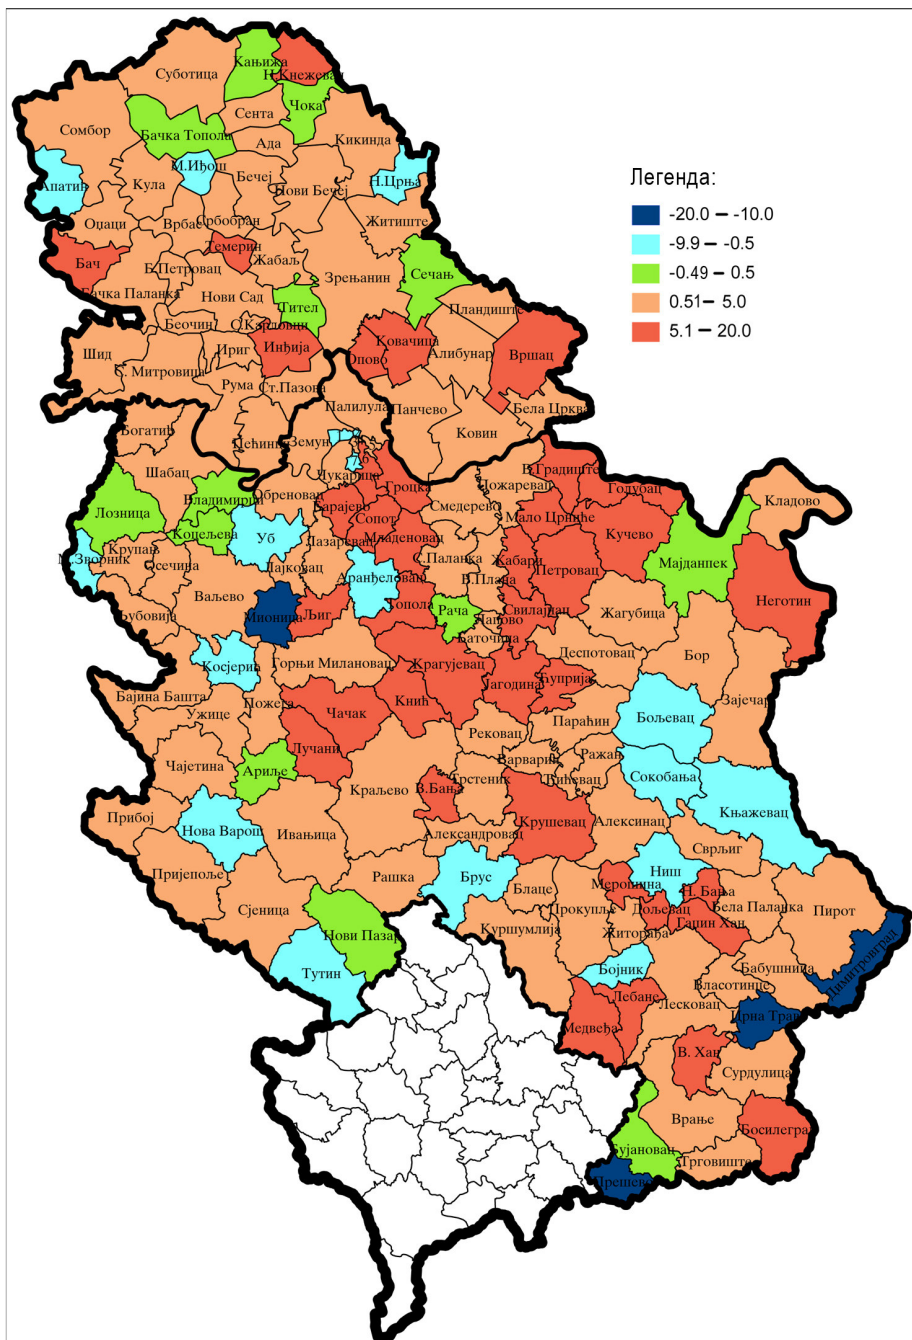 Кањижа
Н.Кнежевац
Суботица
Чока
Сента
Сомбор
Бачка Топола
Ада
Кикинда
М.Иђош
Апатин
Кула
Бечеј
Нови Бечеј
Н.Црња
Легенда:
-20.0 – -10.0
-9.9 – -0.5
-0.49 – 0.5
0.51– 5.0
5.1 – 20.0
Оџаци
Врбас
Србобран
Житиште
Темерин
Бач
Б.Петровац
Жабаљ
Зрењанин
Сечањ
Бачка Паланка
Нови Сад
Тител
Пландиште
Беочин
С.Карловци
Ковачица
Шид
Ириг
Инђија
Опово
Алибунар
Вршац
С. Митровица
Рума
Ст.Пазова
Палилула
Панчево
Бела Црква
Богатић
Пећинци
Земун
Ковин
Шабац
Чукарица
В.Градиште
Владимирци
Обреновац
Гроцка
Пожаревац
Голубац
Кладово
Лозница
Барајево
Сопот
Смедерево
Мало Црниће
Коцељева
Уб
Лазаревац
Младеновац
Кучево
М.Зворник
Крупањ
Осечина
Лајковац
Аранђеловац
С.Паланка
Жабари
Петровац
Мајданпек
Ваљево
В.Плана
Љубовија
Мионица
Љиг
Топола
Рача
Лапово
Свилајнац
Жагубица
Неготин
Баточина
Косјерић
Горњи Милановац
Крагујевац
Деспотовац
Бор
Бајина Башта
Пожега
Чачак
Кнић
Јагодина
Ћуприја
Зајечар
Ужице
Параћин
Бољевац
Лучани
Рековац
Чајетина
Ариље
Варварин
Ражањ
Краљево
В.Бања
Трстеник
Ћићевац
Сокобања
Прибој
Нова Варош
Ивањица
Александровац
Крушевац
Алексинац
Књажевац
Сврљиг
Пријепоље
Рашка
Брус
Блаце
Ниш
Мерошина
Н. Бања
Сјеница
Прокупље
Дољевац
Бела Паланка
Пирот
Нови Пазар
Куршумлија
Житорађа
Гаџин Хан
Тутин
Бојник
Бабушница
Димитровград
Власотинце
Лебане
Лесковац
Медвеђа
Црна Трава
В. Хан
Сурдулица
Врање
Босилеград
Бујановац
Трговиште
Прешево